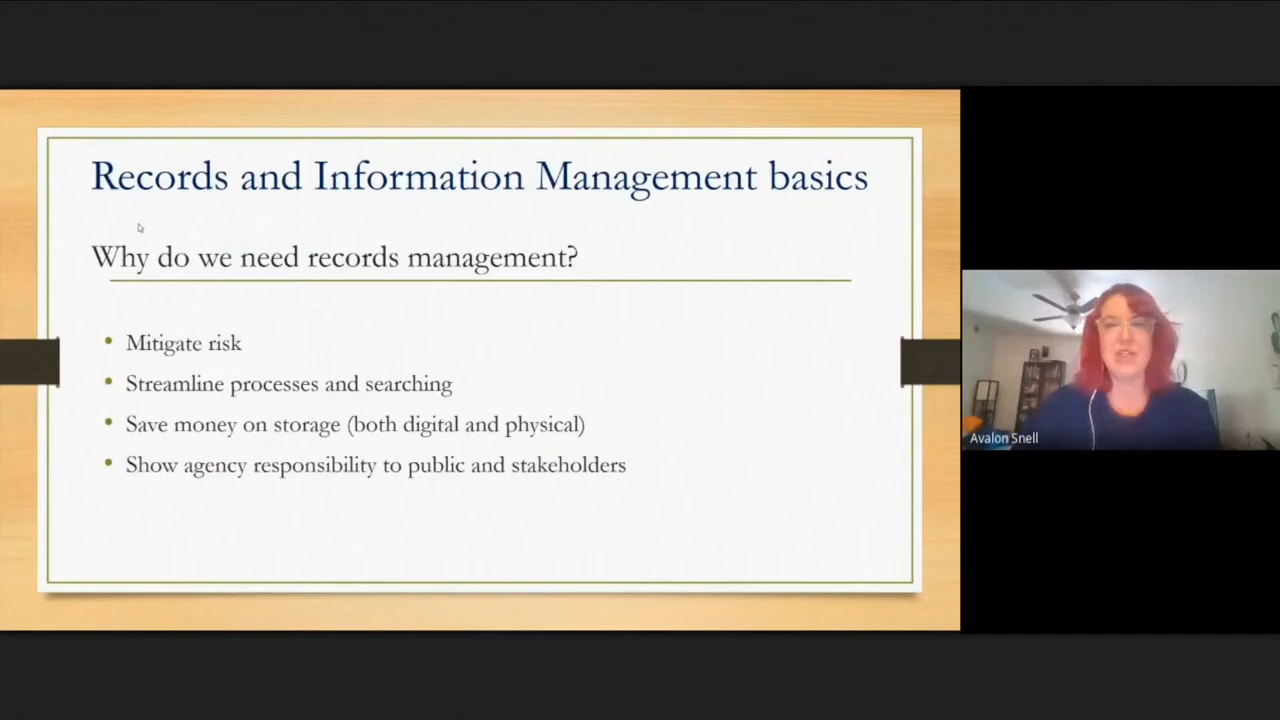 Records and Information Management basics
Why do we need records management?
• Mitigate risk
• Streamline processes and searching
• Save money on storage (both digital and physical)
• Show agency responsibility to public and stakeholders
Avalon Snell